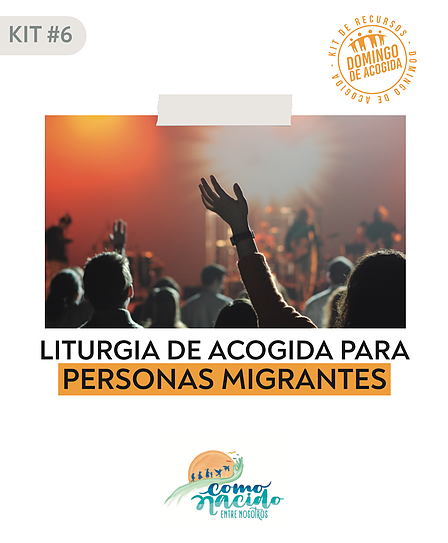 KIT #6
KIT DE RECURSOS · DOMINGO DE ACOGIDA ·
DOMINGO
DE ACOGIDA
LITURGIA DE ACOGIDA PARA
PERSONAS MIGRANTES
como
nacido
ENTRE NOSOTROS